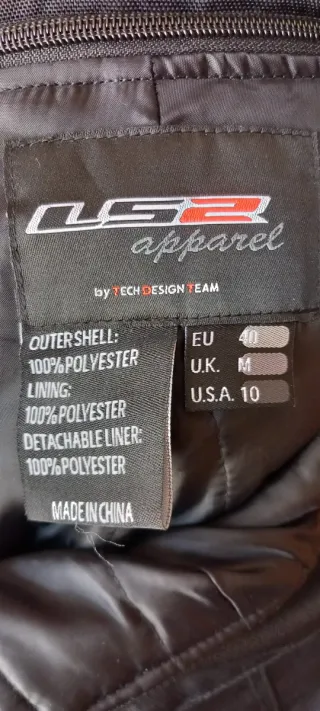 LS2
apparel
by TECH DESIGN TEAM
OUTER SHELL:
100% POLYESTER
LINING:
100% POLYESTER
DETACHABLE LINER:
100% POLYESTER
MADE IN CHINA
EU 40
U.K. M
U.S.A. 10